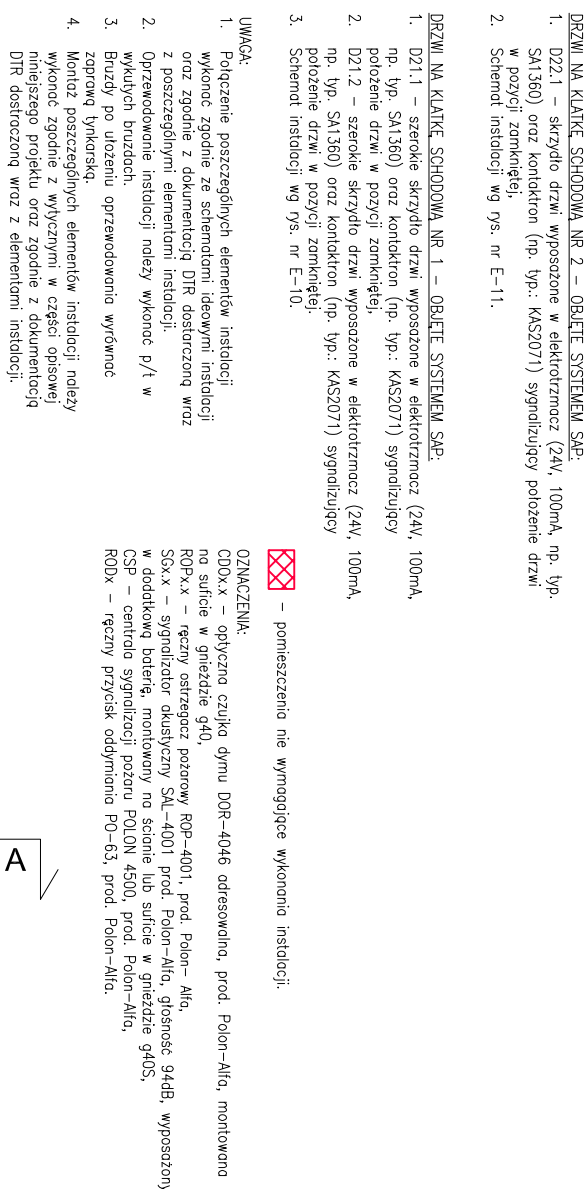 DRZWI NA KLATKĘ SCHODOWĄ NR 2 – OBJĘTE SYSTEMEM SAP:
1. D22.1 – skrzydło drzwi wyposażone w elektrotrzmacz (24V, 100mA, np. typ.
SA1360) oraz kontaktron (np. typ.: KAS2071) sygnalizujący położenie drzwi
w pozycji zamkniętej,
2. Schemat instalacji wg rys. nr E–11.
DRZWI NA KLATKĘ SCHODOWĄ NR 1 – OBJĘTE SYSTEMEM SAP:
1. D21.1 – szerokie skrzydło drzwi wyposażone w elektrotrzmacz (24V, 100mA,
np. typ. SA1360) oraz kontaktron (np. typ.: KAS2071) sygnalizujący
położenie drzwi w pozycji zamkniętej,
2. D21.2 – szerokie skrzydło drzwi wyposażone w elektrotrzmacz (24V, 100mA,
np. typ. SA1360) oraz kontaktron (np. typ.: KAS2071) sygnalizujący
położenie drzwi w pozycji zamkniętej.
3. Schemat instalacji wg rys. nr E–10.
– pomieszczenia nie wymagające wykonania instalacji.
UWAGA:
1. Połączenie poszczególnych elementów instalacji
wykonać zgodnie ze schematami ideowymi instalacji
oraz zgodnie z dokumentacją DTR dostarczoną wraz
z poszczególnymi elementami instalacji.
2. Oprzewodowanie instalacji należy wykonać p/t w
wykutych bruzdach.
3. Bruzdy po ułożeniu oprzewodowania wyrównać
zaprawą tynkarską.
4. Montaż poszczególnych elementów instalacji należy
wykonać zgodnie z wytycznymi w części opisowej
niniejszego projektu oraz zgodnie z dokumentacją
DTR dostroczoną wraz z elementami instalacji.
OZNACZENIA:
CDOx.x – optyczna czujka dymu DOR–4046 adresowalna, prod. Polon–Alfa, montowana
na suficie w gnieździe g40,
ROPx.x – ręczny ostrzegacz pożarowy ROP–4001, prod. Polon– Alfa,
SGx.x – sygnalizator akustyczny SAL–4001 prod. Polon–Alfa, głośność 94dB, wyposażony
w dodatkową baterię, montowany na ścianie lub suficie w gnieździe g40S,
CSP – centrala sygnalizacji pożaru POLON 4500, prod. Polon–Alfa,
RODx – ręczny przycisk oddymiania PO–63, prod. Polon–Alfa.
A